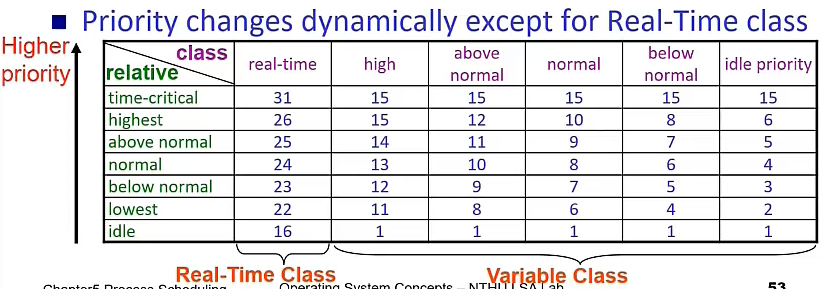 ■ Priority changes dynamically except for Real-Time class
Higher priority
class
relative
real-time high above normal normal below normal idle priority
time-critical 31 15 15 15 15 15
highest 26 15 12 10 8 6
above normal 25 14 11 9 7 5
normal 24 13 10 8 6 4
below normal 23 12 9 7 5 3
lowest 22 11 8 6 4 2
idle 16 1 1 1 1 1
Real-Time Class Variable Class
Chapter5 Process Scheduling Operating System Concepts – NTHU LSA Lab 53